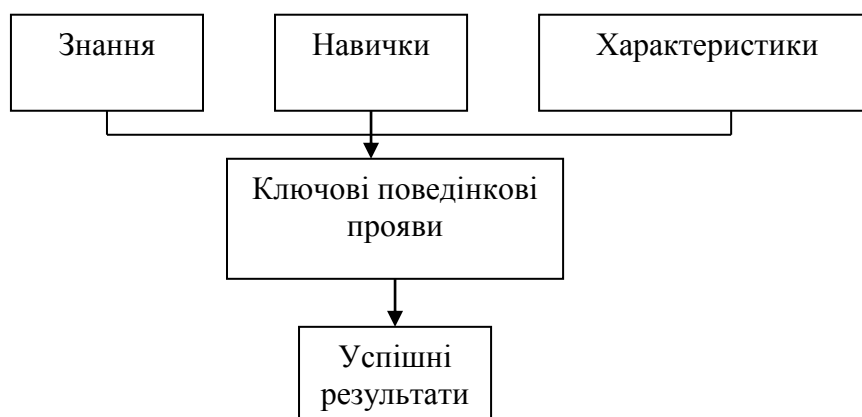 Знання
Навички
Характеристики
Ключові поведінкові
прояви
Успішні
результати